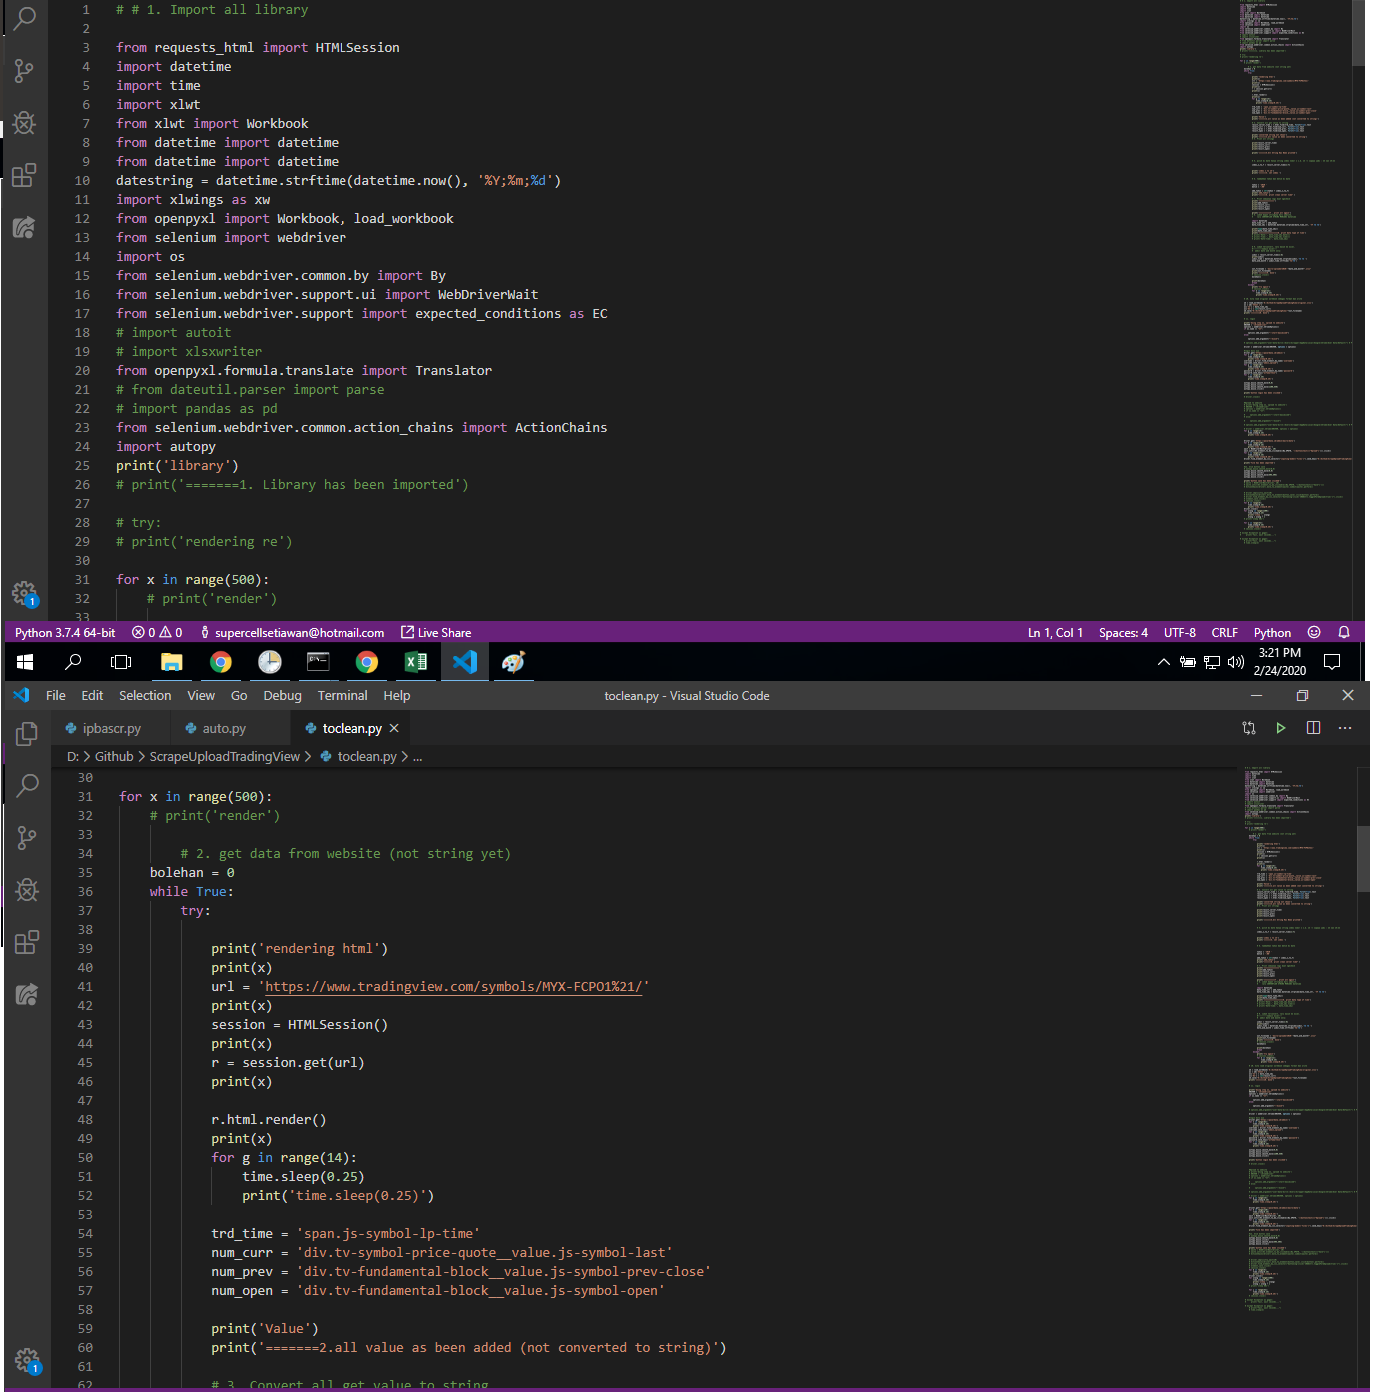 1 # # 1. Import all library
2
3 from requests_html import HTMLSession
4 import datetime
5 import time
6 import xlwt
7 from xlwt import Workbook
8 from datetime import datetime
9 from datetime import datetime
10 datestring = datetime.strftime(datetime.now(), '%Y;%m;%d')
11 import xlwings as xw
12 from openpyxl import Workbook, load_workbook
13 from selenium import webdriver
14 import os
15 from selenium.webdriver.common.by import By
16 from selenium.webdriver.support.ui import WebDriverWait
17 from selenium.webdriver.support import expected_conditions as EC
18 # import autoit
19 # import xlsxwriter
20 from openpyxl.formula.translate import Translator
21 # from dateutil.parser import parse
22 # import pandas as pd
23 from selenium.webdriver.common.action_chains import ActionChains
24 import autopy
25 print('library')
26 # print('=======1. Library has been imported')
27
28 # try:
29 # print('rendering re')
30
31 for x in range(500):
32 # print('render')
33
1
Python 3.7.4 64-bit 0 0 supercellsetiawan@hotmail.com Live Share Ln 1, Col 1 Spaces: 4 UTF-8 CRLF Python
3:21 PM
2/24/2020
File Edit Selection View Go Debug Terminal Help toclean.py - Visual Studio Code
ipbascr.py auto.py toclean.py
D: > Github > ScrapeUploadTradingView > toclean.py > ...
30
31 for x in range(500):
32 # print('render')
33
34 # 2. get data from website (not string yet)
35 bolehan = 0
36 while True:
37 try:
38
39 print('rendering html')
40 print(x)
41 url = 'https://www.tradingview.com/symbols/MYX-FCPO1%21/'
42 print(x)
43 session = HTMLSession()
44 print(x)
45 r = session.get(url)
46 print(x)
47
48 r.html.render()
49 print(x)
50 for g in range(14):
51 time.sleep(0.25)
52 print('time.sleep(0.25)')
53
54 trd_time = 'span.js-symbol-lp-time'
55 num_curr = 'div.tv-symbol-price-quote__value.js-symbol-last'
56 num_prev = 'div.tv-fundamental-block__value.js-symbol-prev-close'
57 num_open = 'div.tv-fundamental-block__value.js-symbol-open'
58
59 print('Value')
60 print('=======2.all value as been added (not converted to string)')
61
62 # 3. Convert all get value to string
1